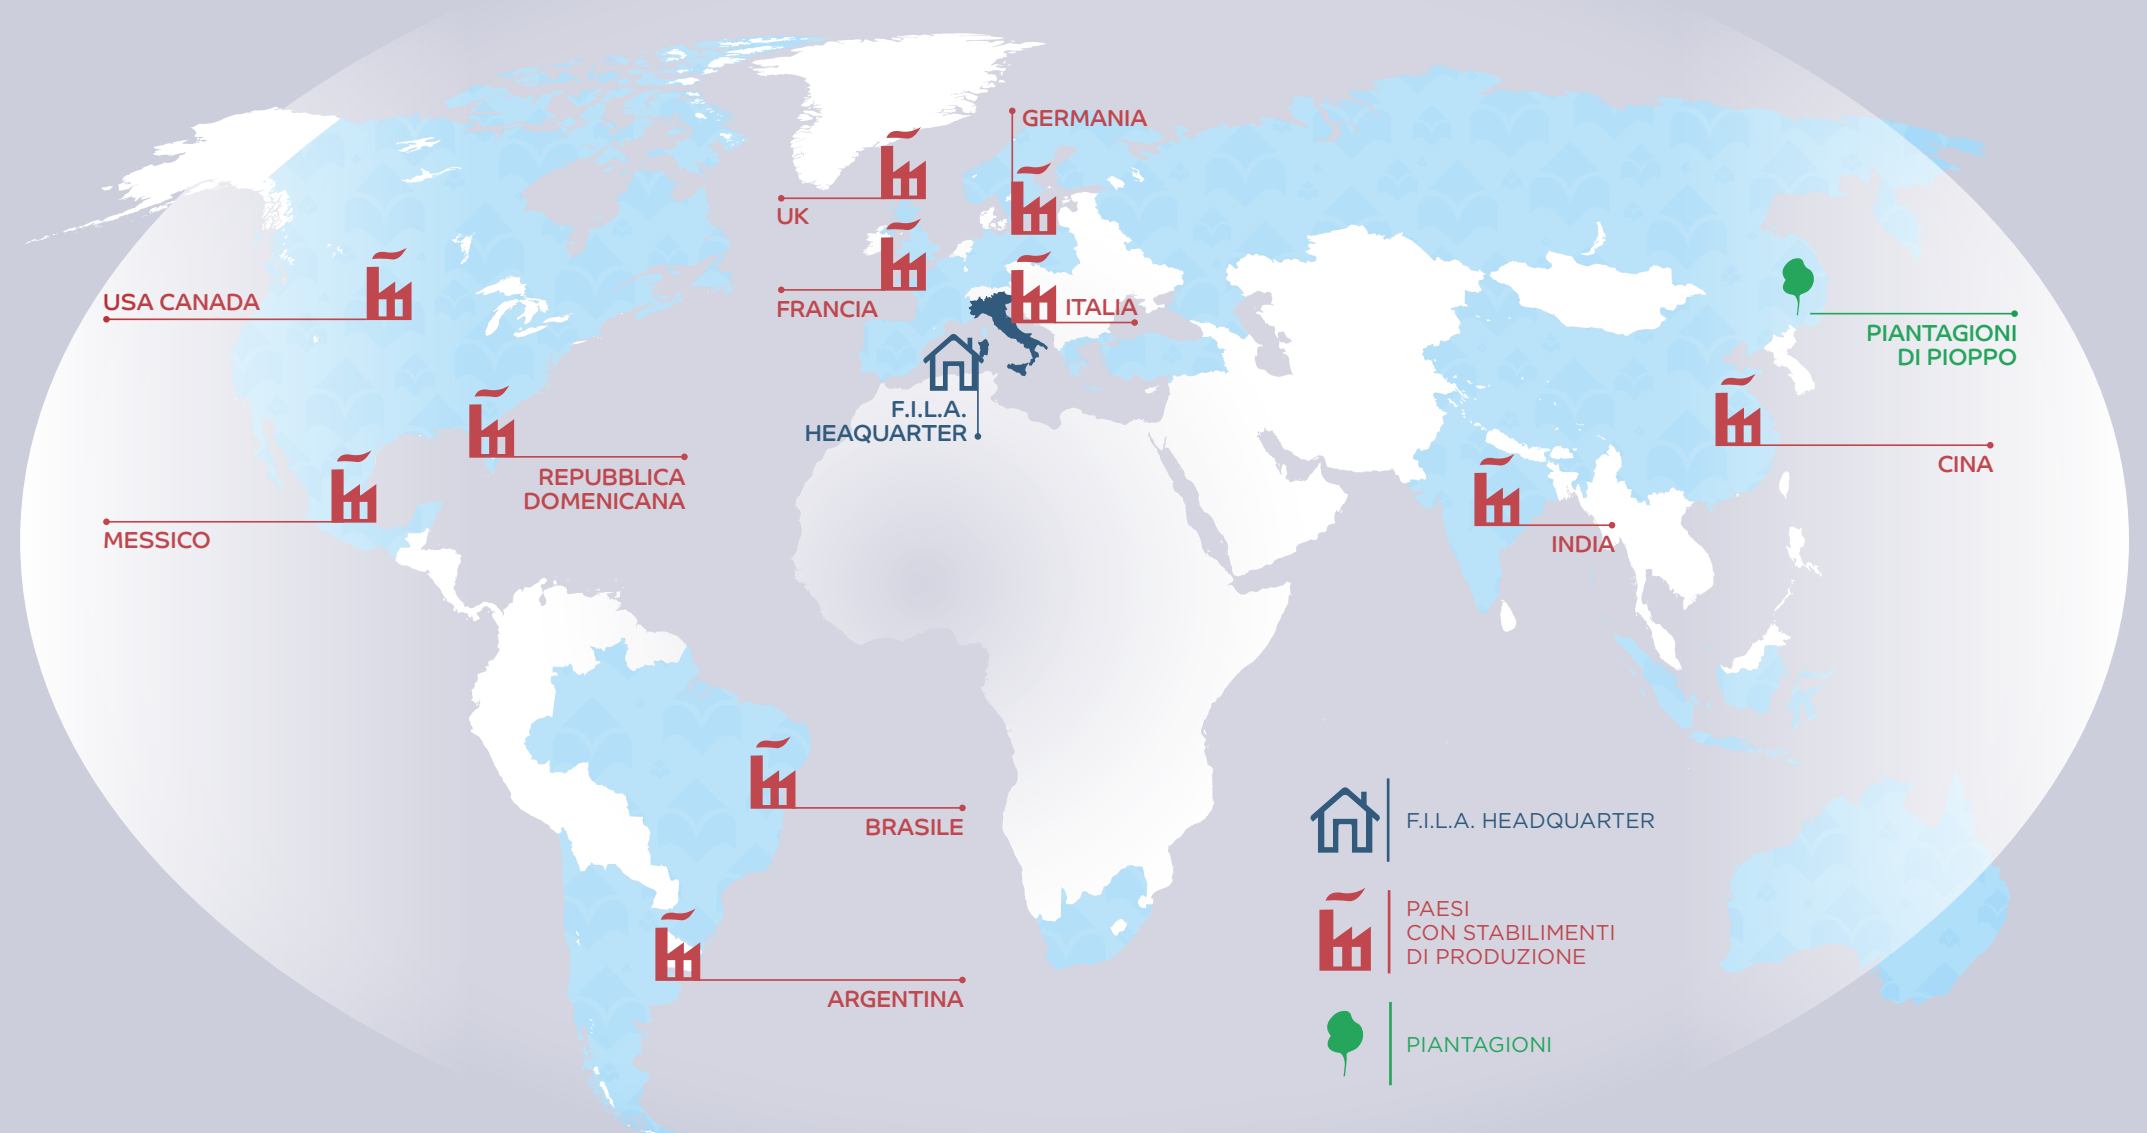 GERMANIA
UK
FRANCIA
ITALIA
USA CANADA
F.I.L.A.
HEAQUARTER
REPUBBLICA
DOMENICANA
MESSICO
PIANTAGIONI
DI PIOPPO
CINA
INDIA
BRASILE
ARGENTINA
F.I.L.A. HEADQUARTER
PAESI
CON STABILIMENTI
DI PRODUZIONE
PIANTAGIONI